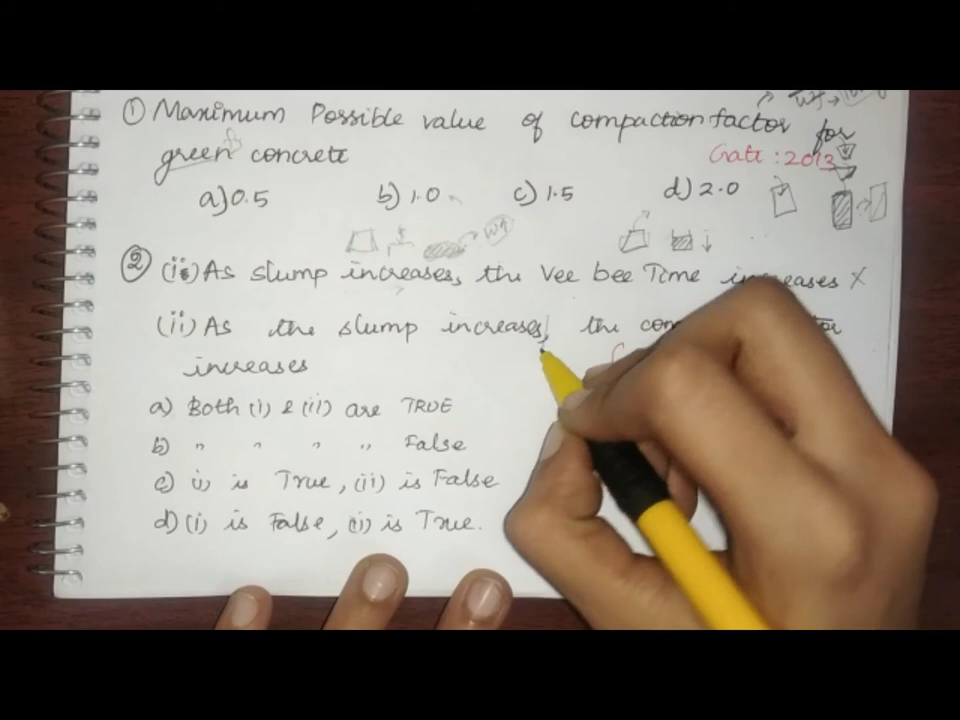 ① Maximum Possible value of compaction factor for
green concrete
Gate : 2013
a) 0.5 b) 1.0 c) 1.5 d) 2.0
② (i) As slump increases, the Vee bee Time increases X
(ii) As the slump increases, the
increases
a) Both (i) & (ii) are TRUE
b) " " " " False
c) (i) is True, (ii) is False
d) (i) is False, (ii) is True.